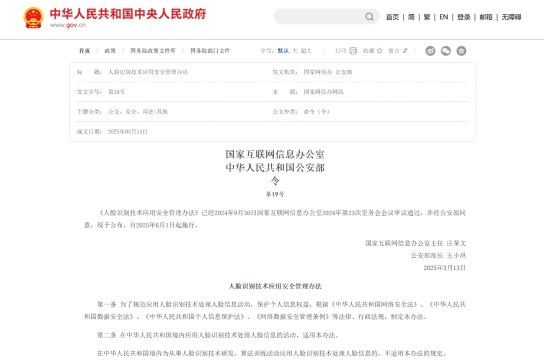 中华人民共和国中央人民政府
www.gov.cn
首页 | 简 | 繁 | EN | 登录 | 邮箱 | 无障碍
首页 > 政策 > 国务院政策文件库 > 国务院部门文件
字号：默认 大 超大 | 打印 收藏 留言
标　　题：人脸识别技术应用安全管理办法 发文机关：国家网信办 公安部
发文字号：第19号 来　　源：国家网信办网站
主题分类：公安、安全、司法\其他 公文种类：命令（令）
成文日期：2025年03月13日
国家互联网信息办公室
中华人民共和国公安部
令
第19号
《人脸识别技术应用安全管理办法》已经2024年9月30日国家互联网信息办公室2024年第23次室务会会议审议通过，并经公安部同
意，现予公布，自2025年6月1日起施行。
国家互联网信息办公室主任 庄荣文
公安部部长 王小洪
2025年3月13日
人脸识别技术应用安全管理办法
第一条 为了规范应用人脸识别技术处理人脸信息活动，保护个人信息权益，根据《中华人民共和国网络安全法》、《中华人民共
和国数据安全法》、《中华人民共和国个人信息保护法》、《网络数据安全管理条例》等法律、行政法规，制定本办法。
第二条 在中华人民共和国境内应用人脸识别技术处理人脸信息的活动，适用本办法。
在中华人民共和国境内为从事人脸识别技术研发、算法训练活动应用人脸识别技术处理人脸信息的，不适用本办法的规定。